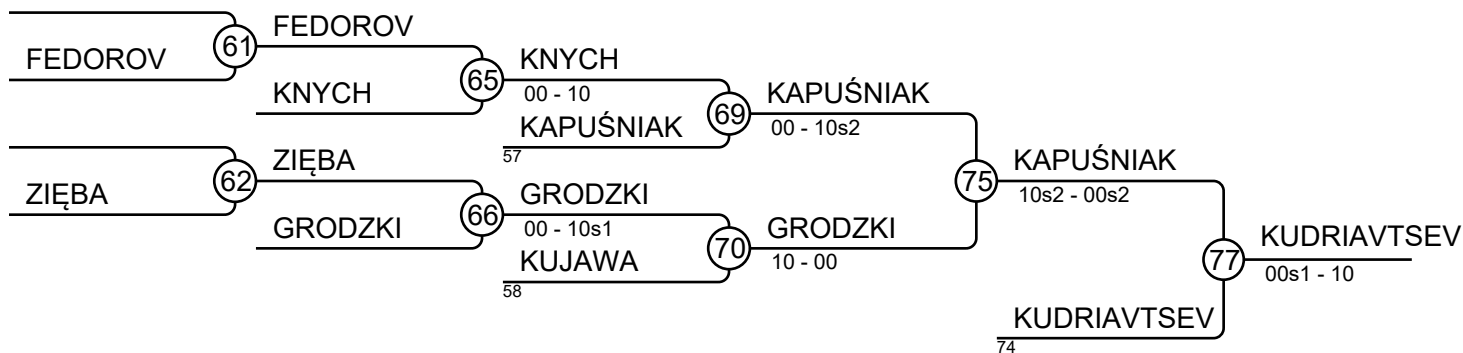 FEDOROV
61
FEDOROV
KNYCH
65
KNYCH
00 - 10
KAPUŚNIAK
57
69
KAPUŚNIAK
00 - 10s2
ZIĘBA
62
ZIĘBA
GRODZKI
66
GRODZKI
00 - 10s1
KUJAWA
58
70
GRODZKI
10 - 00
75
KAPUŚNIAK
10s2 - 00s2
KUDRIAVTSEV
74
77
KUDRIAVTSEV
00s1 - 10